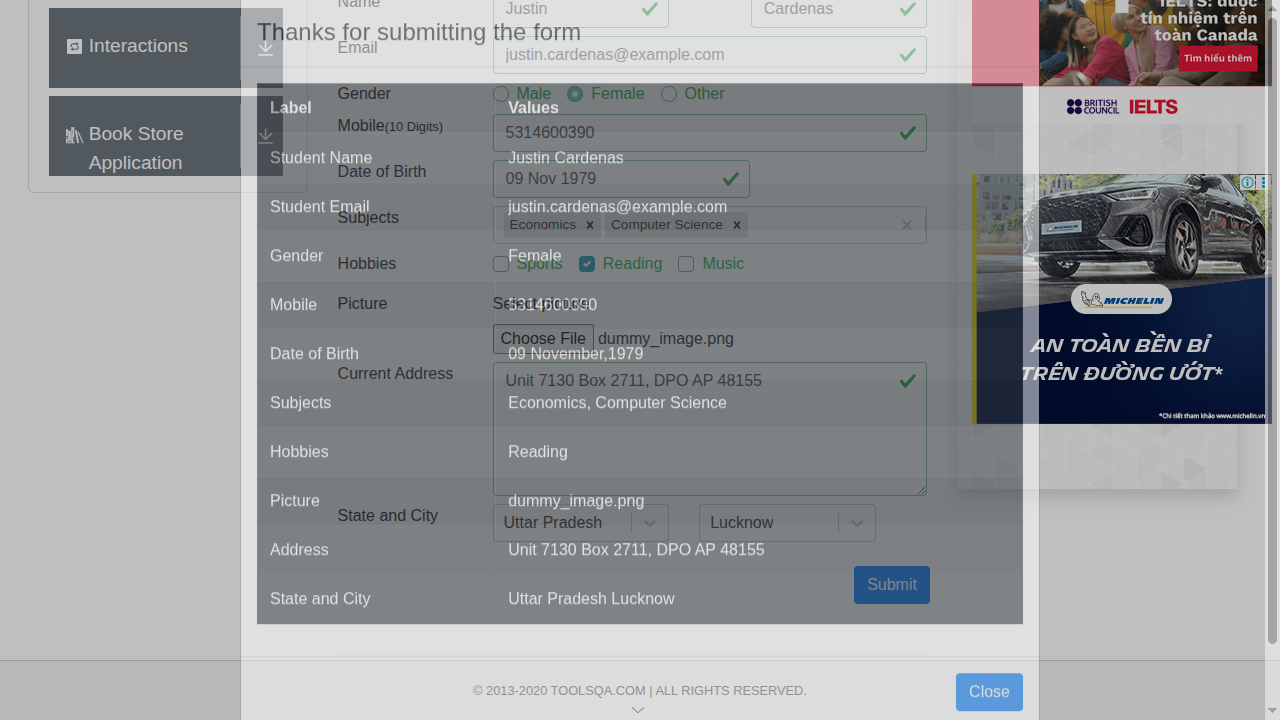 Interactions
Book Store
Application
Thanks for submitting the form
Name
Justin
Cardenas
Email
justin.cardenas@example.com
Gender
Male
Female
Other
Mobile(10 Digits)
5314600390
Date of Birth
09 Nov 1979
Subjects
Economics
Computer Science
Hobbies
Sports
Reading
Music
Picture
Choose File
dummy_image.png
Current Address
Unit 7130 Box 2711, DPO AP 48155
State and City
Uttar Pradesh
Lucknow
Submit
Label Values
Student Name Justin Cardenas
Student Email justin.cardenas@example.com
Gender Female
Mobile 5314600390
Date of Birth 09 November,1979
Subjects Economics, Computer Science
Hobbies Reading
Picture dummy_image.png
Address Unit 7130 Box 2711, DPO AP 48155
State and City Uttar Pradesh Lucknow
Close
© 2013-2020 TOOLSQA.COM | ALL RIGHTS RESERVED.
IELTS: được
tín nhiệm trên
toàn Canada
Tìm hiểu thêm
BRITISH
COUNCIL
IELTS
MICHELIN
MICHELIN
AN TOÀN BỀN BỈ
TRÊN ĐƯỜNG ƯỚT*
*Chi tiết tham khảo www.michelin.vn